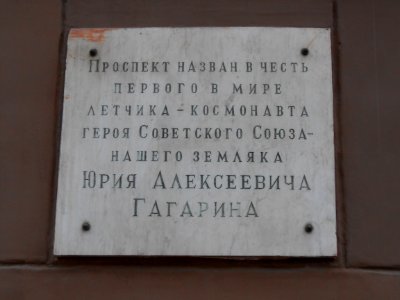 Проспект назван в честь
первого в мире
летчика - космонавта
героя Советского Союза -
нашего земляка
Юрия Алексеевича
Гагарина